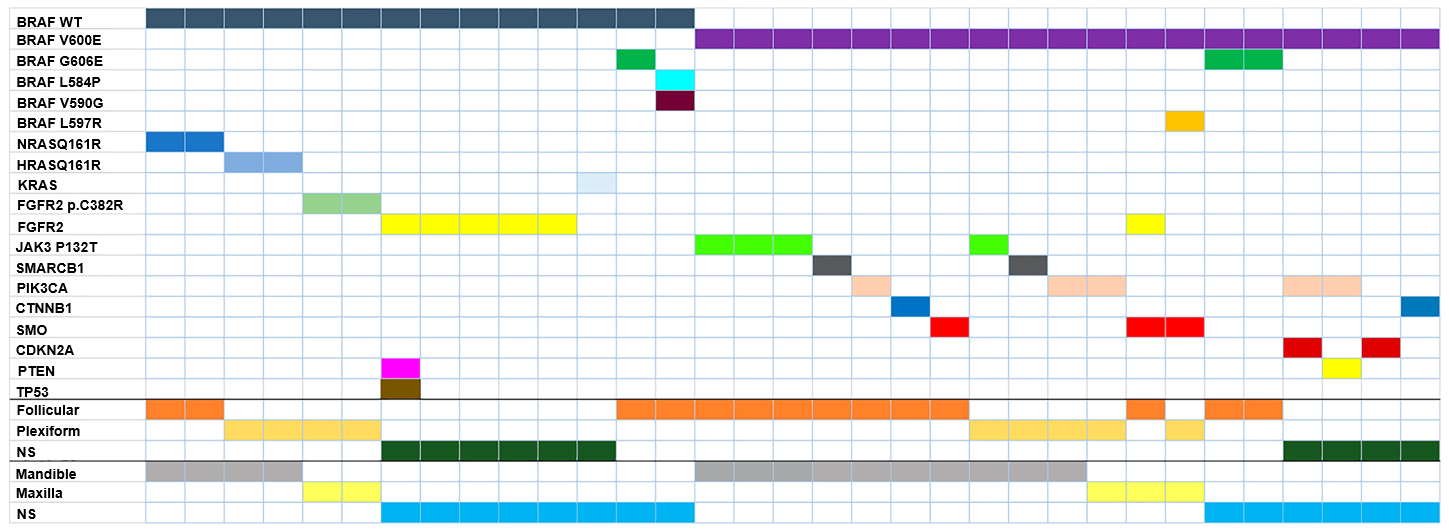 BRAF WT
BRAF V600E
BRAF G606E
BRAF L584P
BRAF V590G
BRAF L597R
NRASQ161R
HRASQ161R
KRAS
FGFR2 p.C382R
FGFR2
JAK3 P132T
SMARCB1
PIK3CA
CTNNB1
SMO
CDKN2A
PTEN
TP53
Follicular
Plexiform
NS
Mandible
Maxilla
NS